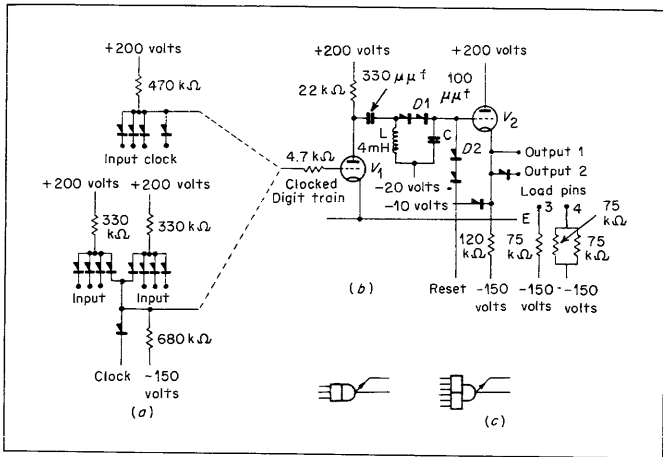 +200 volts
470 kΩ
Input clock
+200 volts +200 volts
330 kΩ
330 kΩ
Input
Input
680 kΩ
Clock
-150 volts
(a)
+200 volts
330 μμf
22 kΩ
4.7 kΩ
Clocked Digit train
V1
L
4mH
D1
C
100 μμf
+200 volts
V2
D2
-20 volts
-10 volts
Output 1
Output 2
Load pins
3
4
75 kΩ
E
120 kΩ
75 kΩ
75 kΩ
Reset
-150 volts
-150 volts
-150 volts
(b)
(c)